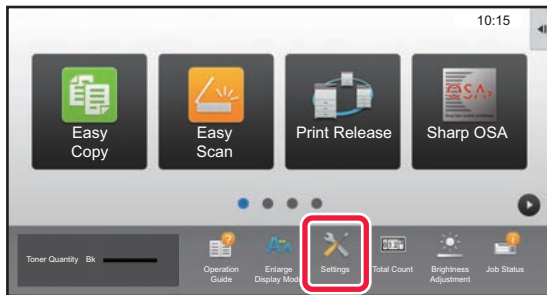 10:15
Easy
Copy
Easy
Scan
Print Release
Sharp OSA
OSA
Toner Quantity Bk
Operation
Guide
Enlarge
Display Mode
Settings
Total Count
Brightness
Adjustment
Job Status